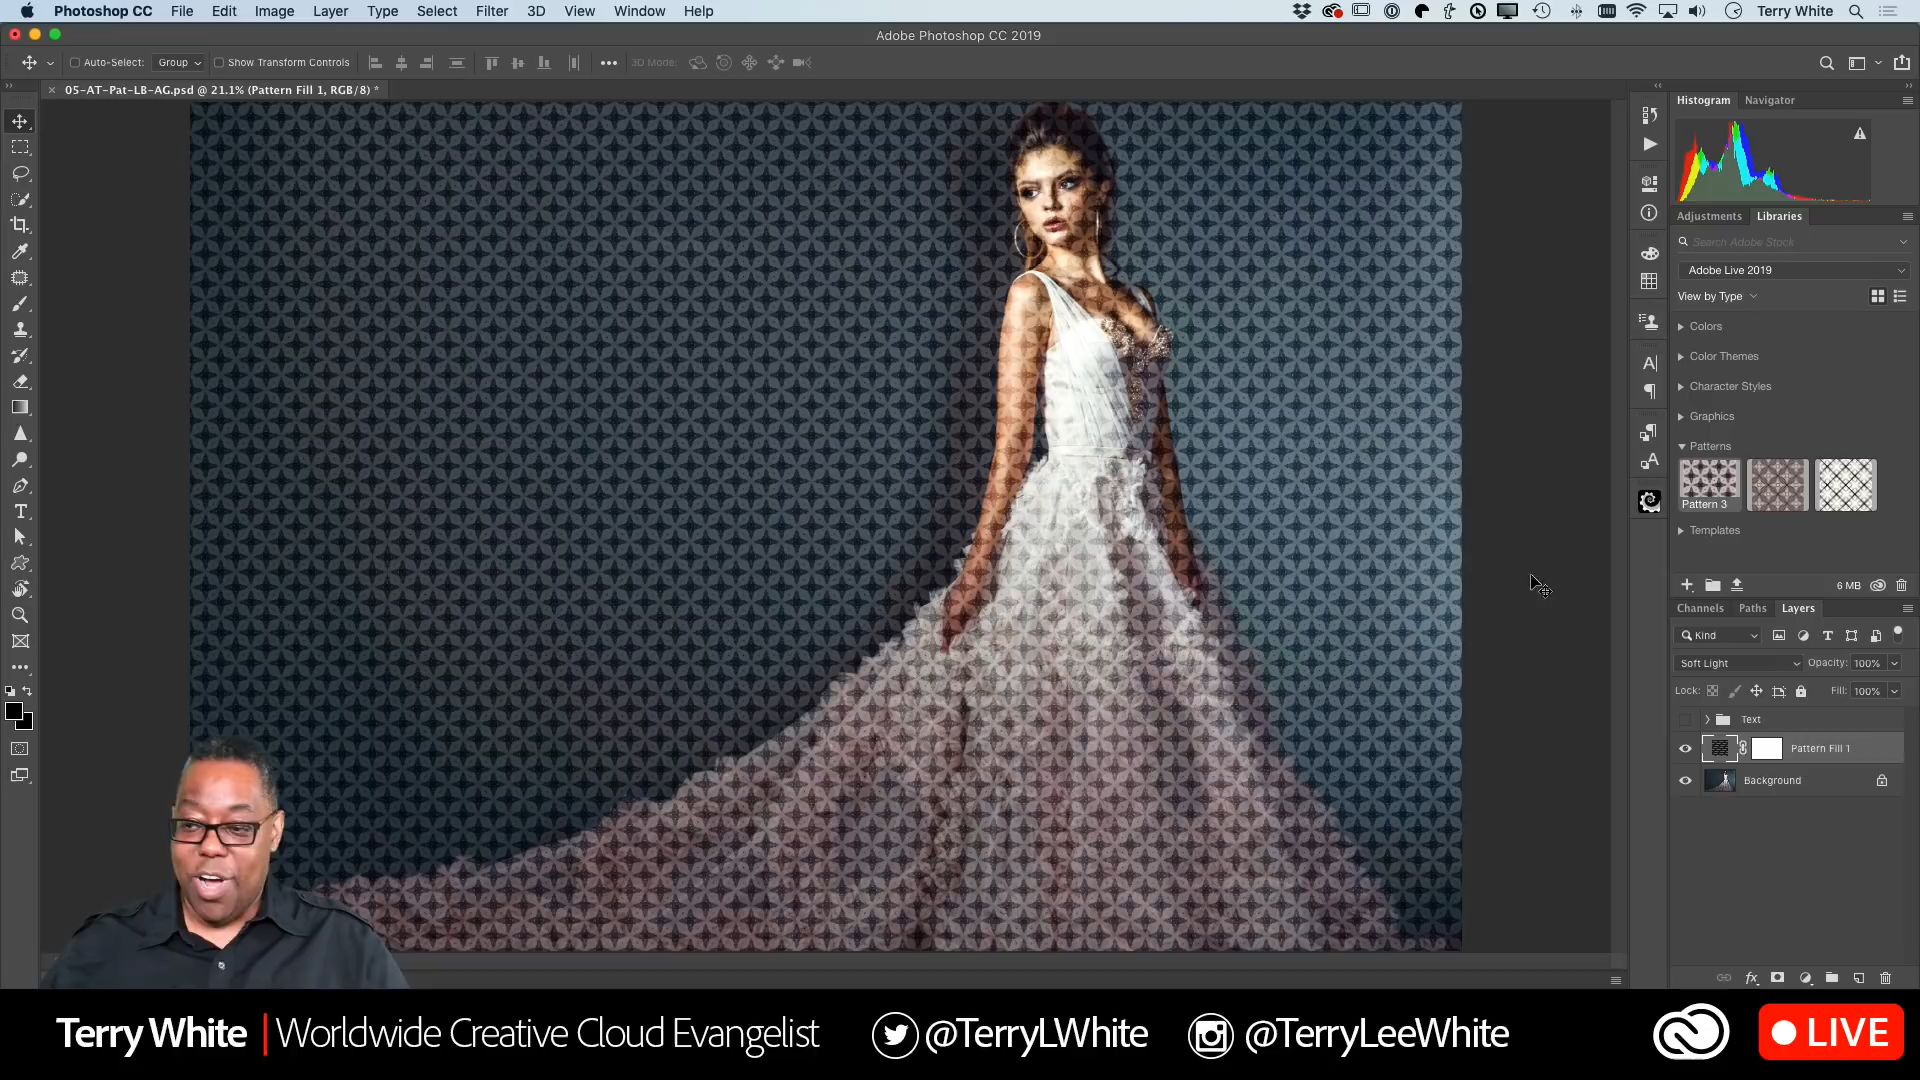 Photoshop CC File Edit Image Layer Type Select Filter 3D View Window Help Terry White
Adobe Photoshop CC 2019
Auto-Select: Group Show Transform Controls 3D Mode:
05-AT-Pat-LB-AG.psd @ 21.1% (Pattern Fill 1, RGB/8) *
Histogram Navigator
Adjustments Libraries
Search Adobe Stock
Adobe Live 2019
View by Type
Colors
Color Themes
Character Styles
Graphics
Patterns
Pattern 3
Templates
6 MB
Channels Paths Layers
Kind
Soft Light Opacity: 100%
Lock: Fill: 100%
Text
Pattern Fill 1
Background
Terry White | Worldwide Creative Cloud Evangelist @TerryLWhite @TerryLeeWhite LIVE